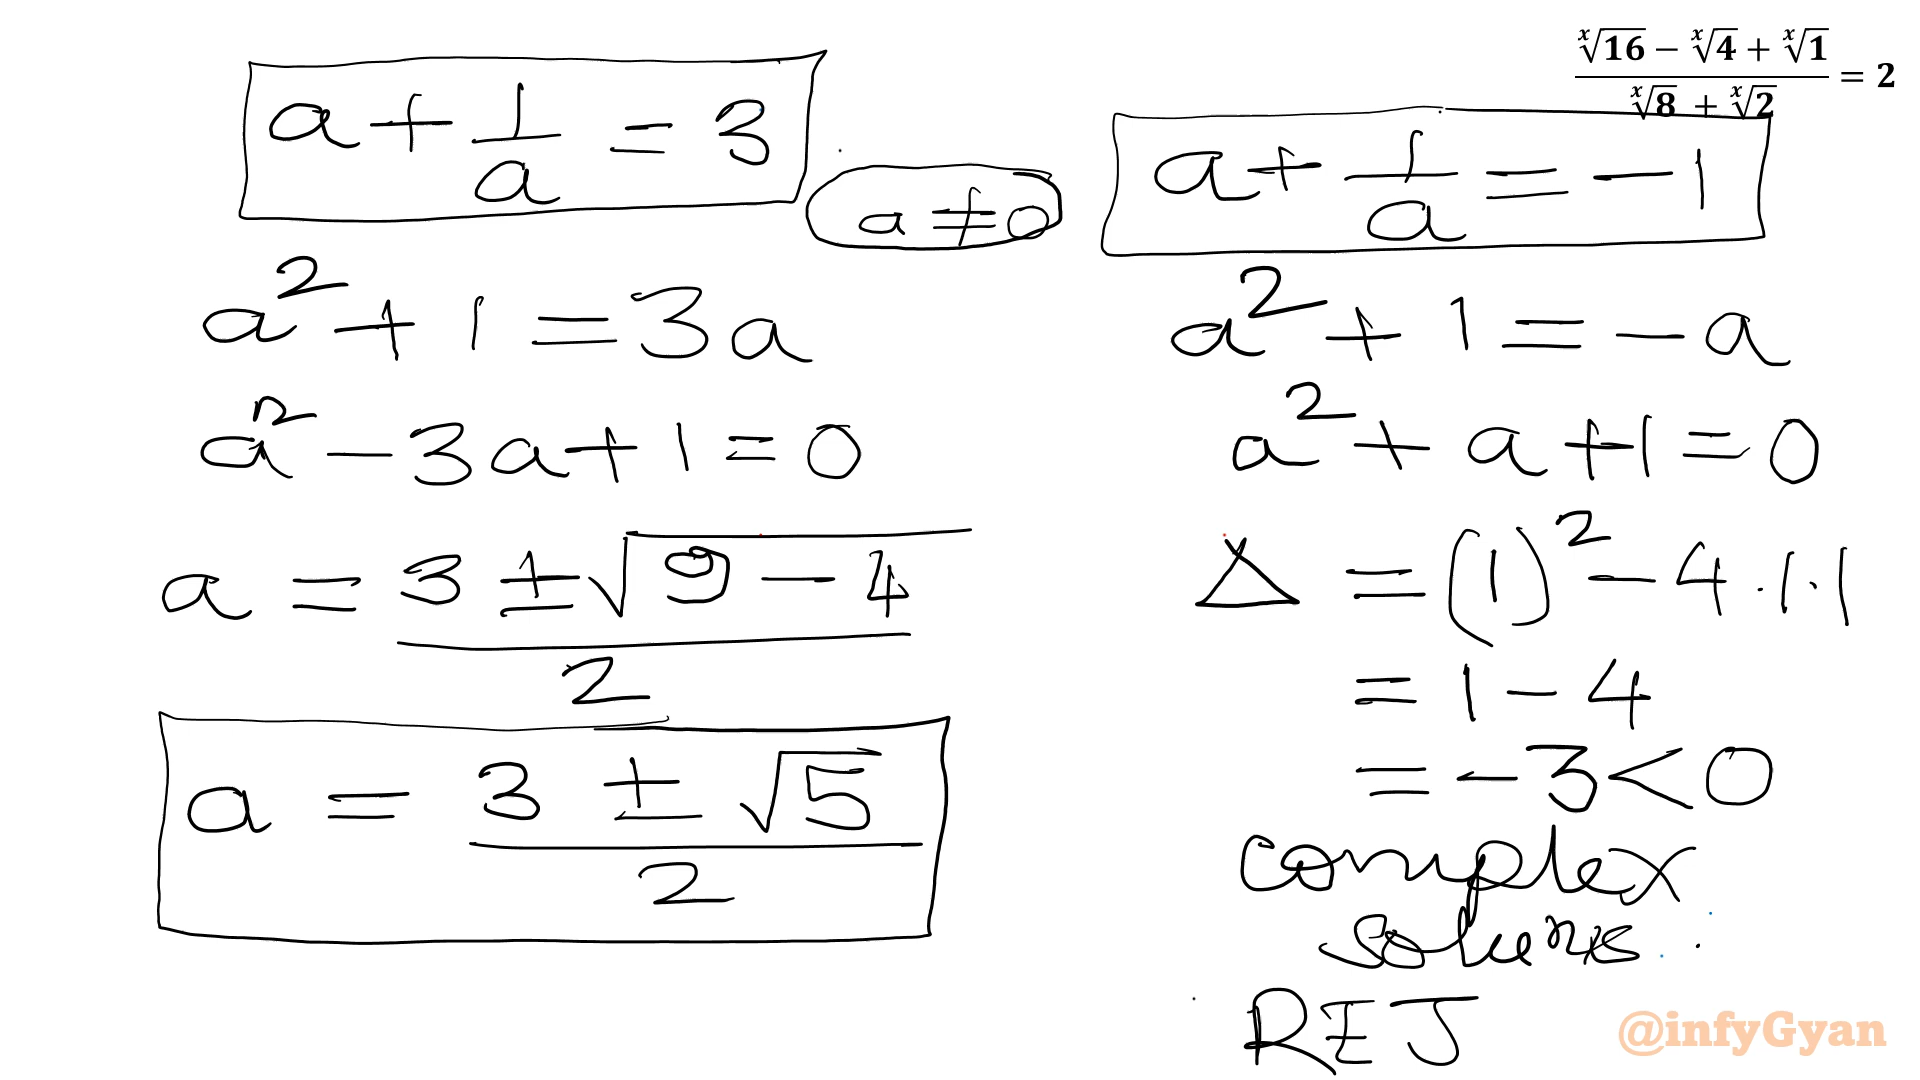 ˣ√16 − ˣ√4 + ˣ√1 / ˣ√8 + ˣ√2 = 2
a + 1/a = 3
a ≠ 0
a² + 1 = 3a
a² − 3a + 1 = 0
a = (3 ± √(9 − 4)) / 2
a = (3 ± √5) / 2
a + 1/a = −1
a² + 1 = −a
a² + a + 1 = 0
Δ = (1)² − 4 . 1 . 1
= 1 − 4
= −3 < 0
complex
solu^ns.
REJ
@infyGyan